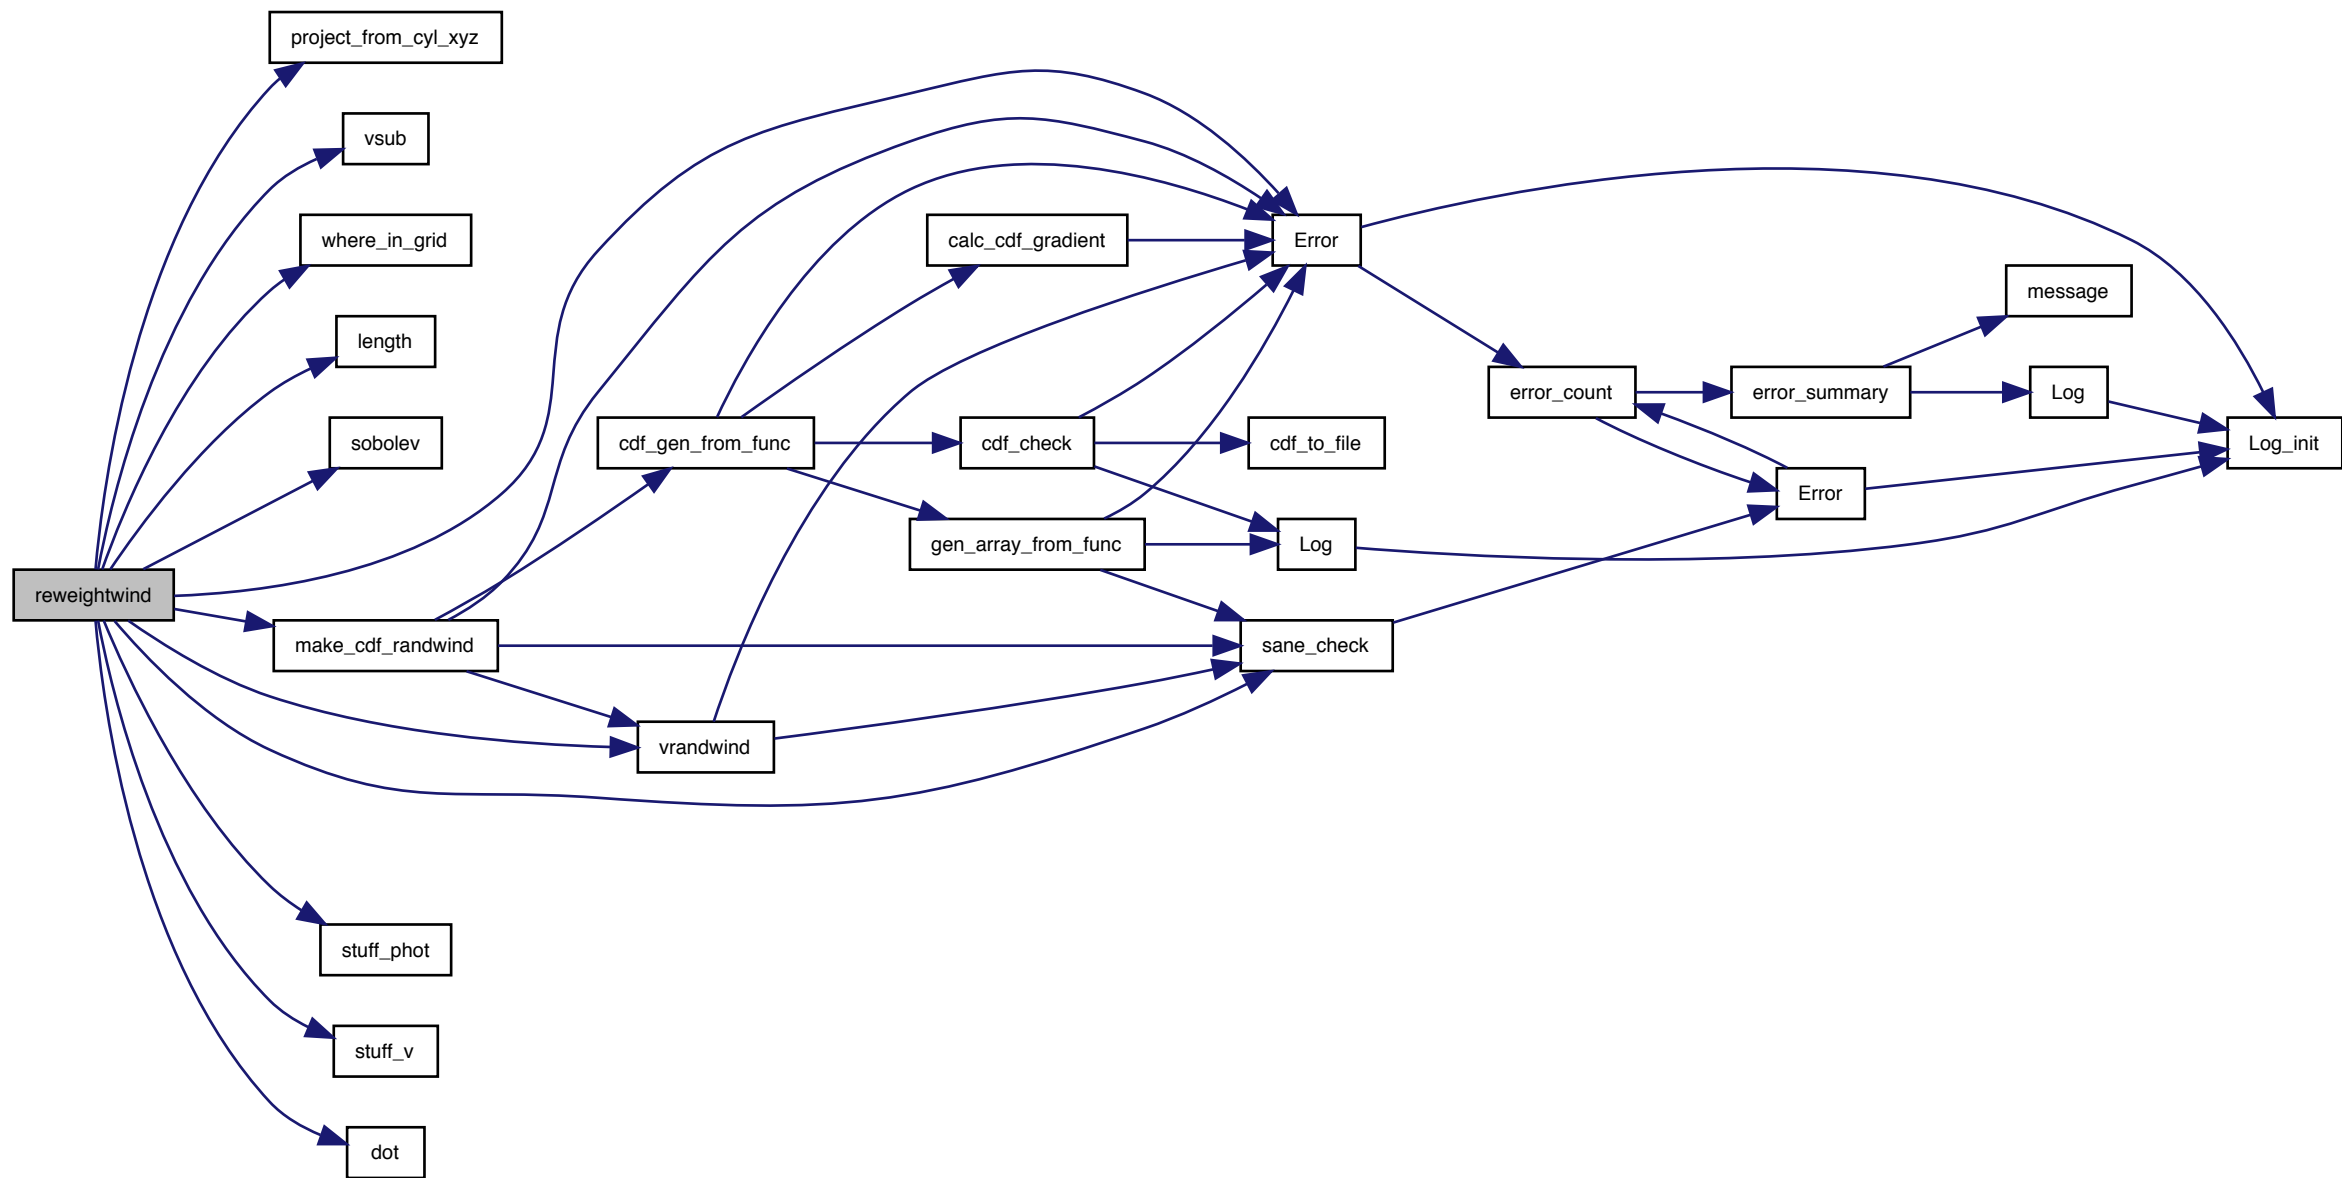 project_from_cyl_xyz
vsub
where_in_grid
length
sobolev
reweightwind
make_cdf_randwind
stuff_phot
stuff_v
dot
cdf_gen_from_func
vrandwind
calc_cdf_gradient
cdf_check
gen_array_from_func
Error
cdf_to_file
Log
sane_check
error_count
error_summary
Error
message
Log
Log_init